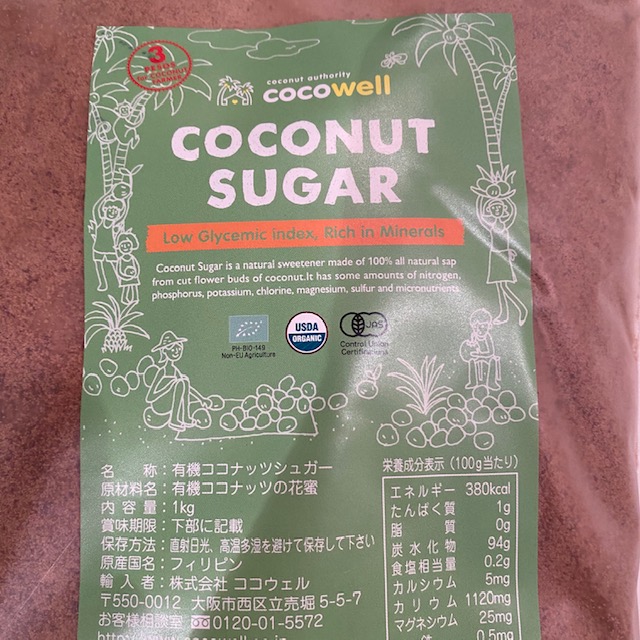 3
PESOS
FOR COCONUT
FARMERS
coconut authority
cocowell
COCONUT
SUGAR
Low Glycemic index, Rich in Minerals
Coconut Sugar is a natural sweetener made of 100% all natural sap
from cut flower buds of coconut.It has some amounts of nitrogen,
phosphorus, potassium, chlorine, magnesium, sulfur and micronutrients
PH-BIO-149
Non-EU Agriculture
USDA
ORGANIC
JAS
Control Union
Certifications
名 称：有機ココナッツシュガー
原材料名：有機ココナッツの花蜜
内 容 量：1kg
賞味期限：下部に記載
保存方法：直射日光、高温多湿を避けて保存して下さい
原産国名：フィリピン
輸 入 者：株式会社 ココウェル
〒550-0012 大阪市西区立売堀 5-5-7
お客様相談室 0120-01-5572
栄養成分表示（100g当たり）
エネルギー 380kcal
たんぱく質 1g
脂 質 0g
炭 水 化 物 94g
食塩相当量 0.2g
カルシウム 5mg
カ リ ウ ム 1120mg
マグネシウム 25mg
鉄 0.5mg